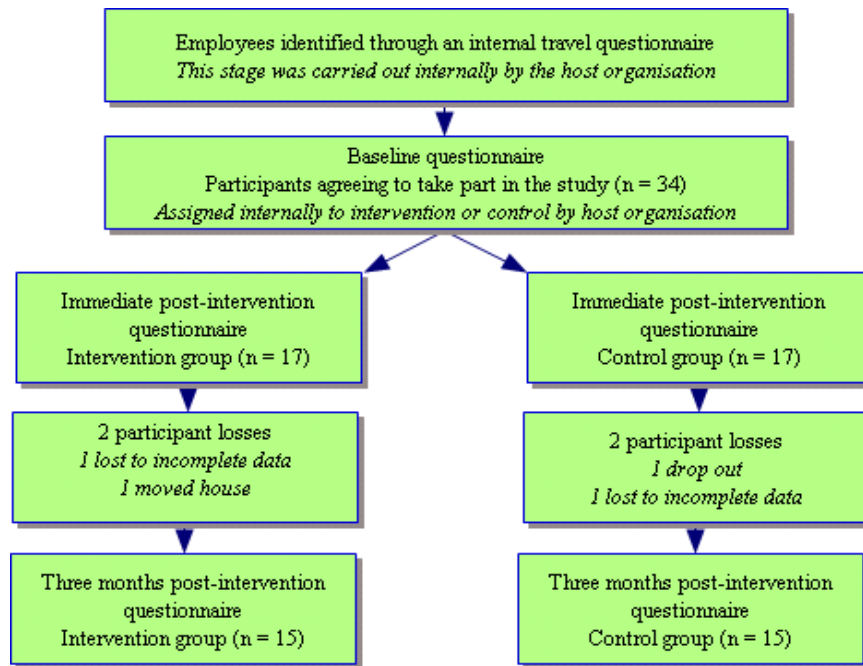 Employees identified through an internal travel questionnaire
This stage was carried out internally by the host organisation
Baseline questionnaire
Participants agreeing to take part in the study (n = 34)
Assigned internally to intervention or control by host organisation
Immediate post-intervention
questionnaire
Intervention group (n = 17)
Immediate post-intervention
questionnaire
Control group (n = 17)
2 participant losses
1 lost to incomplete data
1 moved house
2 participant losses
1 drop out
1 lost to incomplete data
Three months post-intervention
questionnaire
Intervention group (n = 15)
Three months post-intervention
questionnaire
Control group (n = 15)